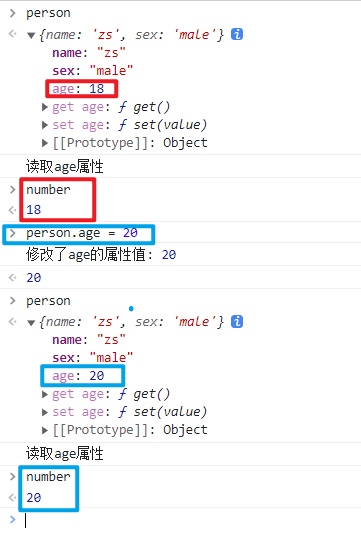 person
{name: 'zs', sex: 'male'} i
name: "zs"
sex: "male"
age: 18
get age: ƒ get()
set age: ƒ set(value)
[[Prototype]]: Object
读取age属性
number
18
person.age = 20
修改了age的属性值: 20
20
person
{name: 'zs', sex: 'male'} i
name: "zs"
sex: "male"
age: 20
get age: ƒ get()
set age: ƒ set(value)
[[Prototype]]: Object
读取age属性
number
20